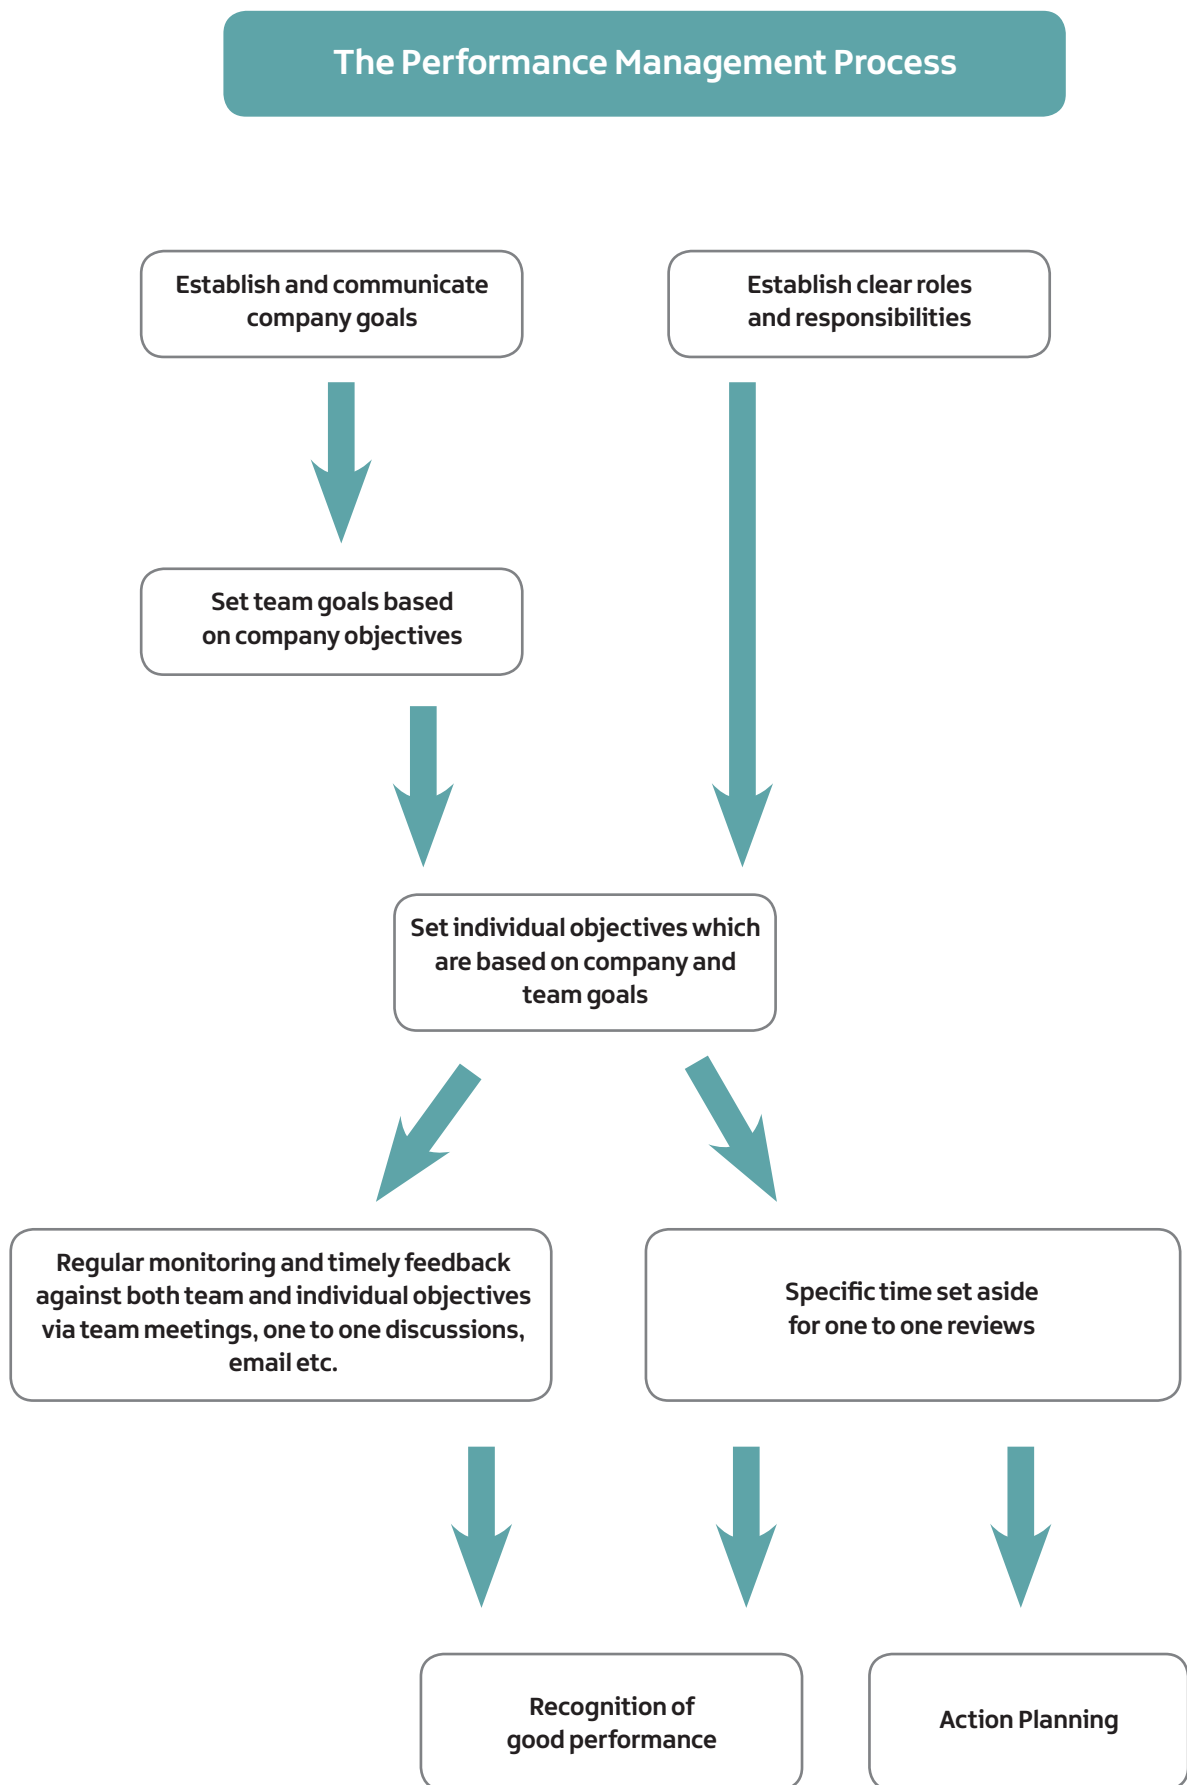 The Performance Management Process
Establish and communicate
company goals
Establish clear roles
and responsibilities
Set team goals based
on company objectives
Set individual objectives which
are based on company and
team goals
Regular monitoring and timely feedback
against both team and individual objectives
via team meetings, one to one discussions,
email etc.
Specific time set aside
for one to one reviews
Recognition of
good performance
Action Planning